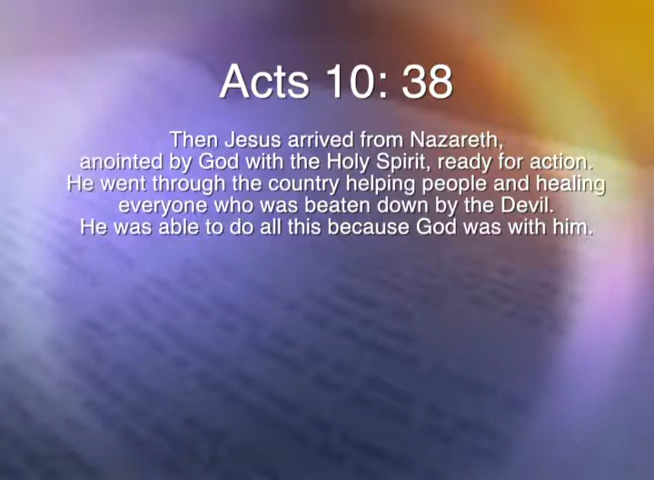 Acts 10: 38
Then Jesus arrived from Nazareth,
anointed by God with the Holy Spirit, ready for action.
He went through the country helping people and healing
everyone who was beaten down by the Devil.
He was able to do all this because God was with him.